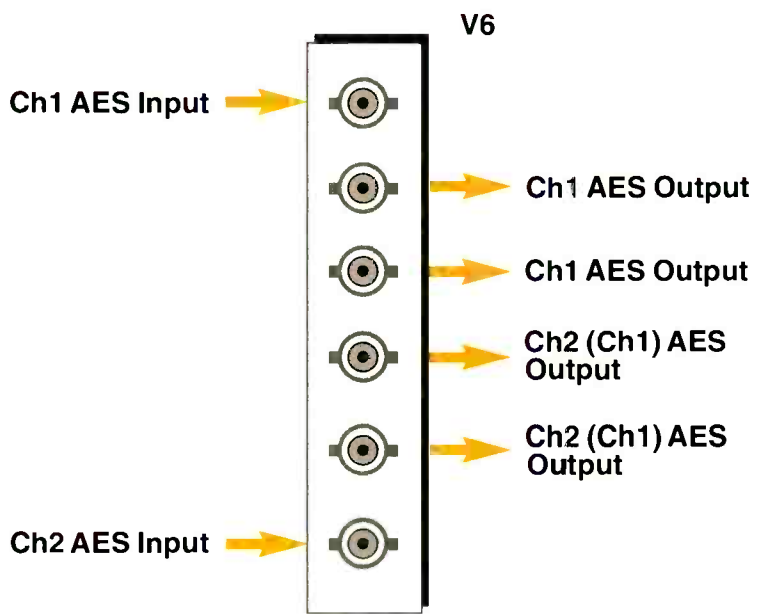 V6
Ch1 AES Input
Ch1 AES Output
Ch1 AES Output
Ch2 (Ch1) AES
Output
Ch2 (Ch1) AES
Output
Ch2 AES Input